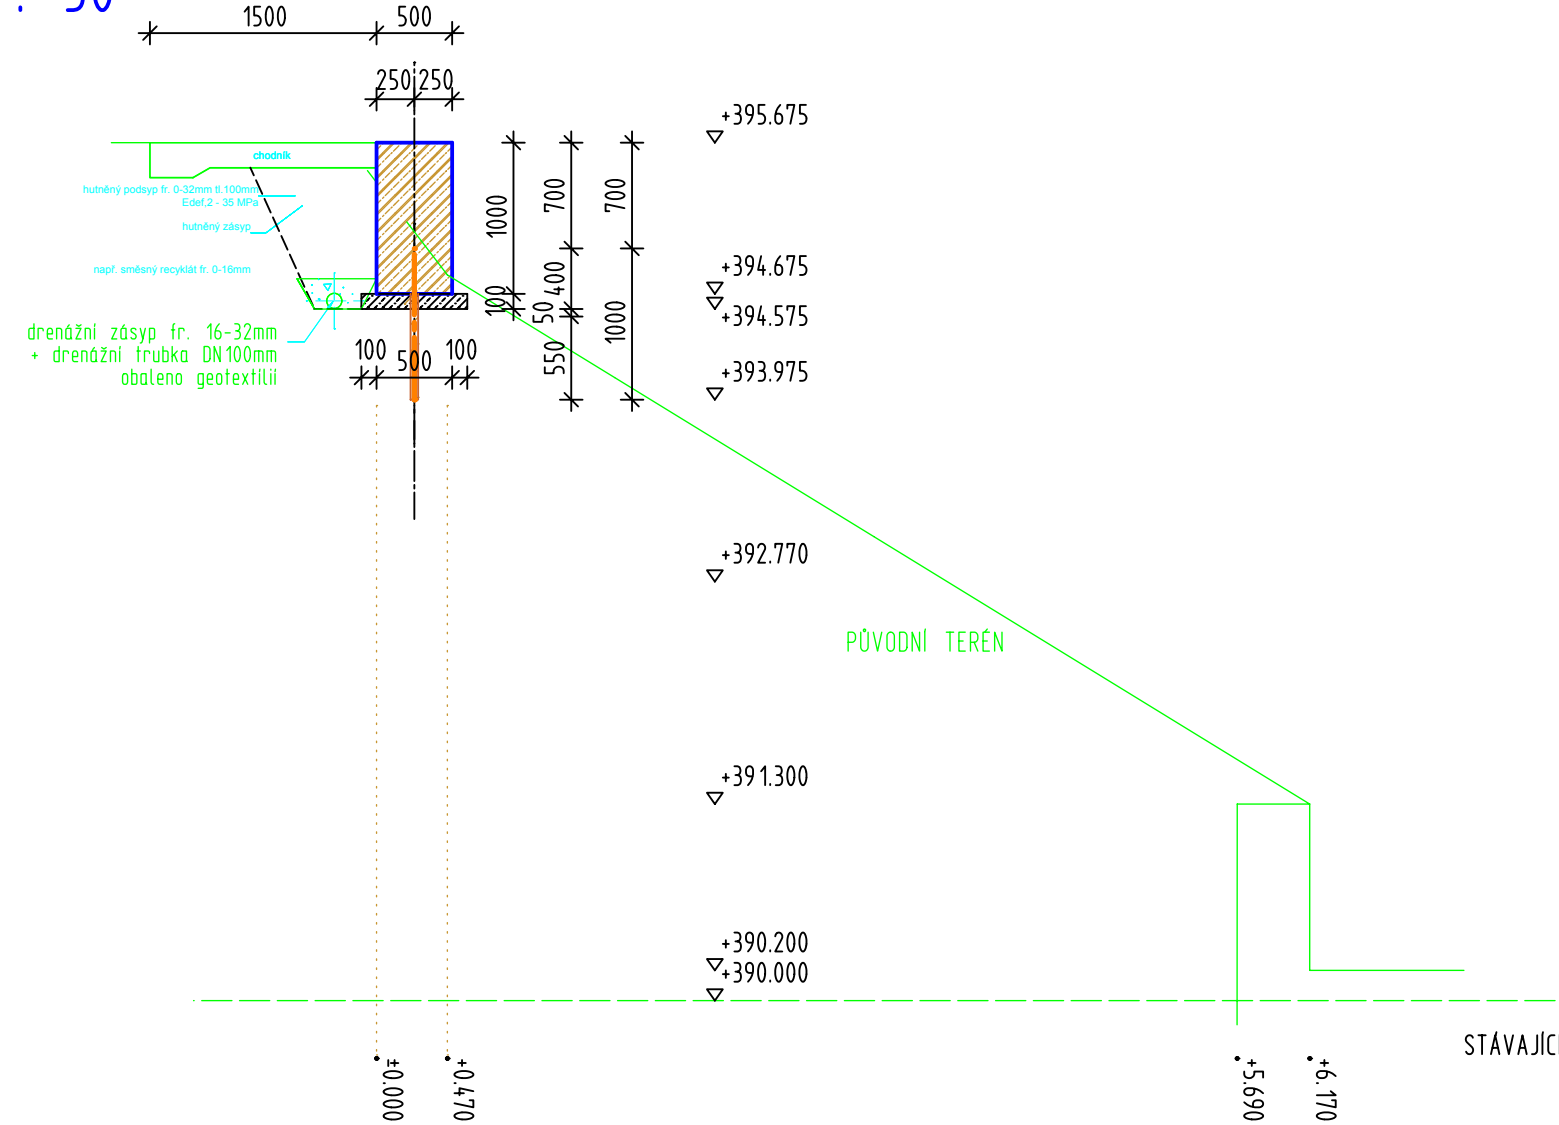 : 50
1500
500
250
250
+395.675
chodník
hutněný podsyp fr. 0-32mm tl.100mm
Edef,2 - 35 MPa
hutněný zásyp
např. směsný recyklát fr. 0-16mm
1000
700
700
+394.675
100
400
50
+394.575
drenážní zásyp fr. 16-32mm
+ drenážní trubka DN100mm
obaleno geotextílií
100
500
100
550
1000
+393.975
+392.770
PŮVODNÍ TERÉN
+391.300
+390.200
+390.000
STÁVAJÍCÍ
±0.000
+0.470
+5.690
+6.170